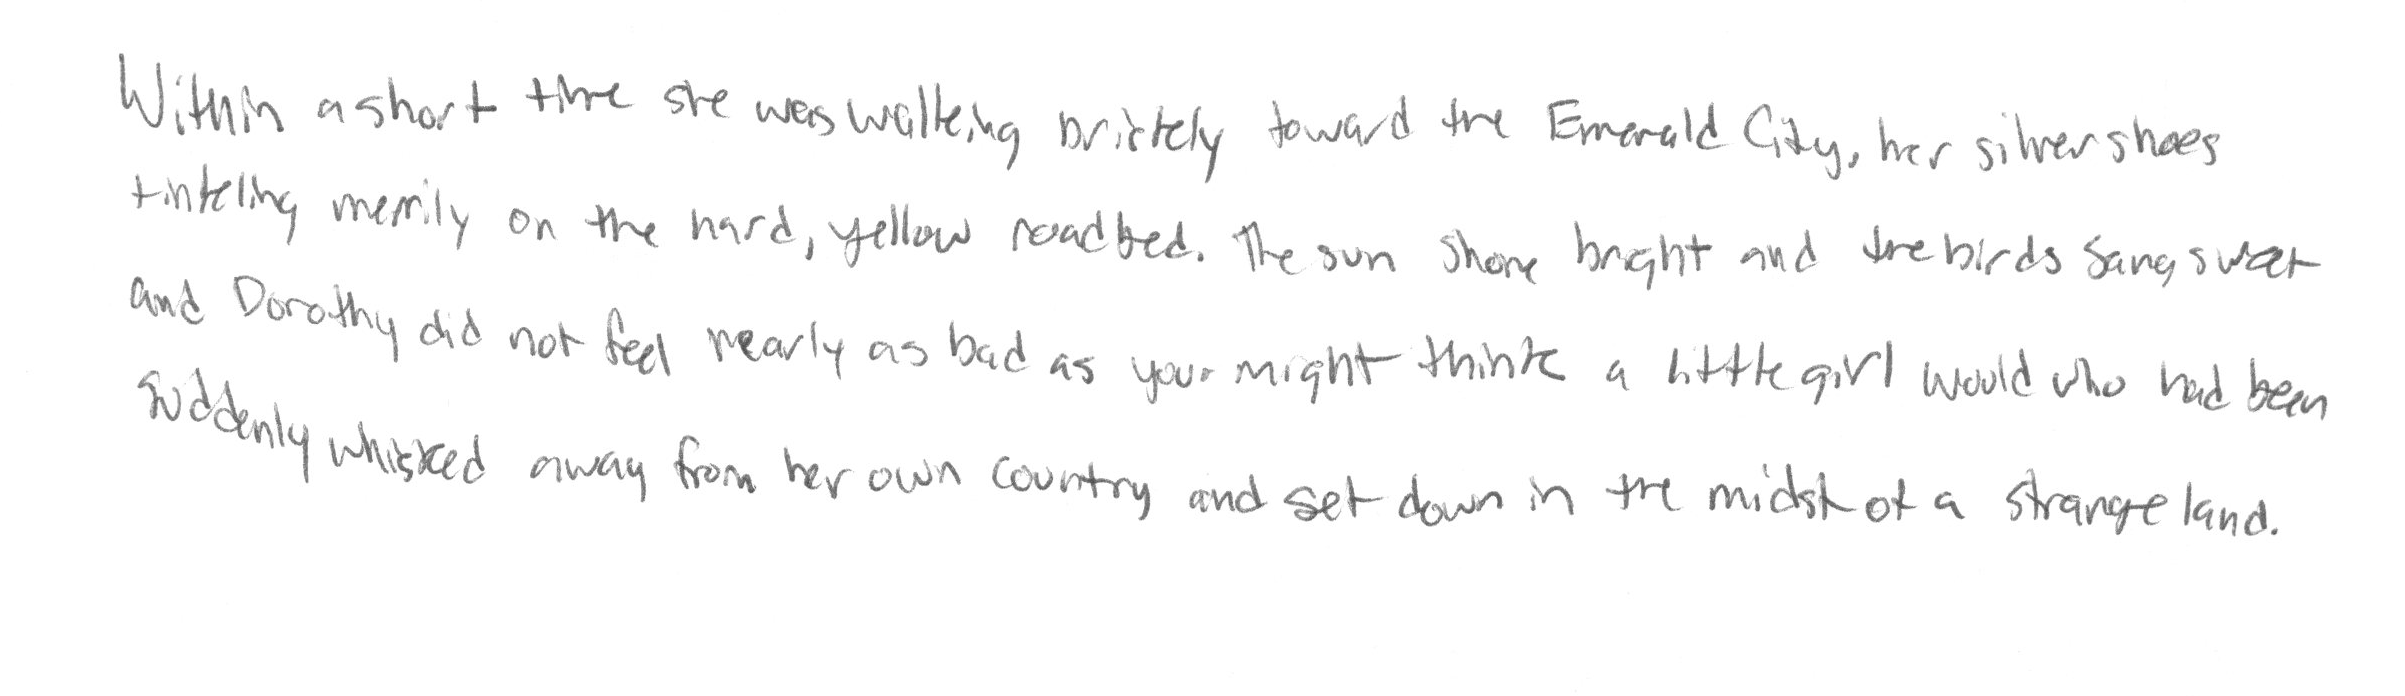 Within a short time she was walking briskly toward the Emerald City, her silver shoes
tinkling merrily on the hard, yellow roadbed. The sun shone bright and the birds sang sweet
and Dorothy did not feel nearly as bad as you might think a little girl would who had been
suddenly whisked away from her own country and set down in the midst of a strange land.